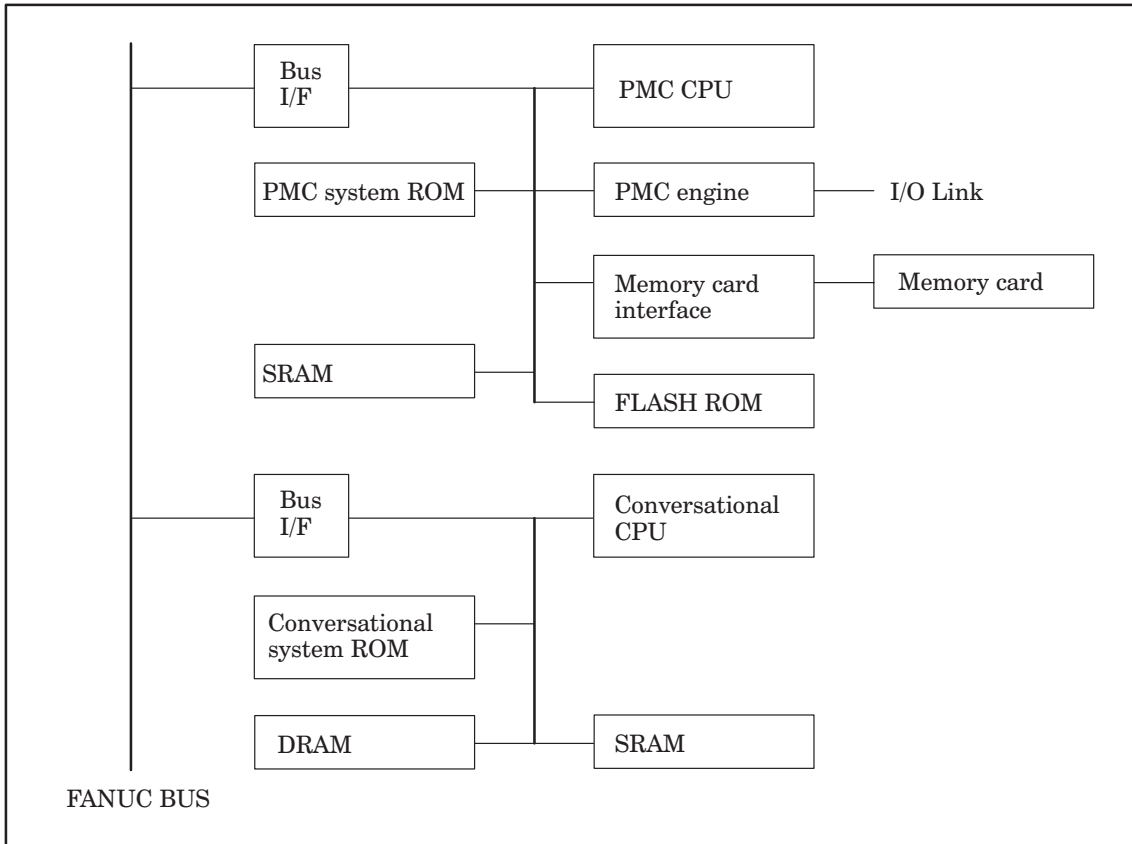 Bus
I/F
PMC CPU
PMC system ROM
PMC engine
I/O Link
Memory card
interface
Memory card
SRAM
FLASH ROM
Bus
I/F
Conversational
CPU
Conversational
system ROM
DRAM
SRAM
FANUC BUS